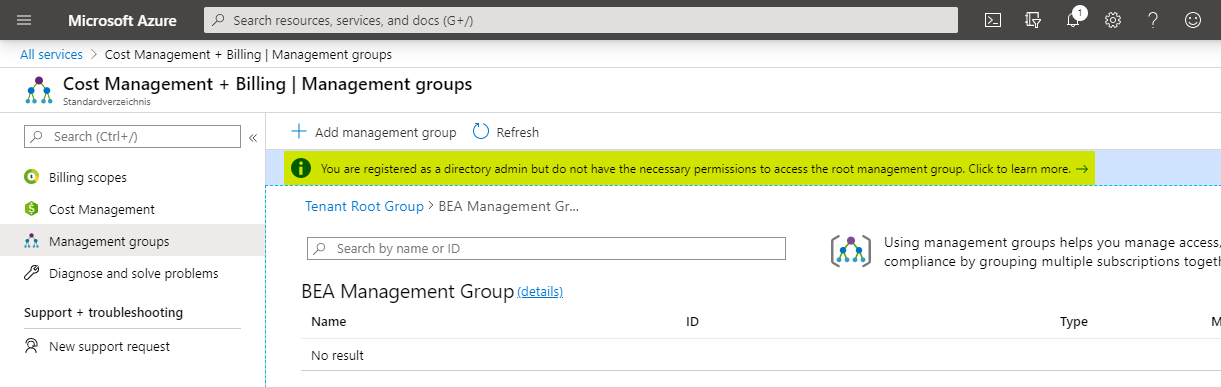 Microsoft Azure
Search resources, services, and docs (G+/)
1
All services > Cost Management + Billing | Management groups
Cost Management + Billing | Management groups
Standardverzeichnis
Search (Ctrl+/)
«
Add management group
Refresh
You are registered as a directory admin but do not have the necessary permissions to access the root management group. Click to learn more. →
Billing scopes
Cost Management
Management groups
Diagnose and solve problems
Support + troubleshooting
New support request
Tenant Root Group > BEA Management Gr...
Search by name or ID
Using management groups helps you manage access,
compliance by grouping multiple subscriptions togeth
BEA Management Group (details)
Name ID Type M
No result